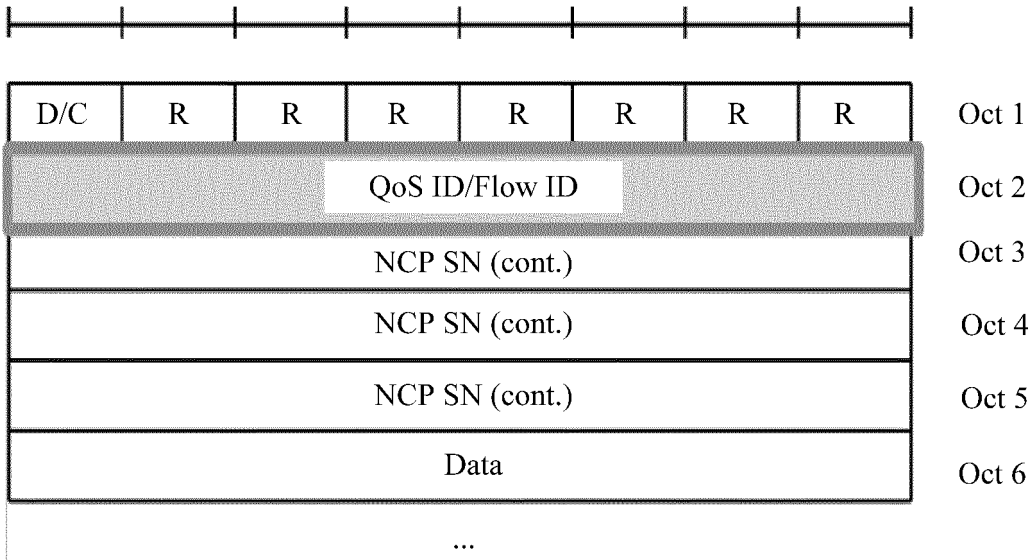 D/C R R R R R R R Oct 1
QoS ID/Flow ID Oct 2
NCP SN (cont.) Oct 3
NCP SN (cont.) Oct 4
NCP SN (cont.) Oct 5
Data Oct 6
...